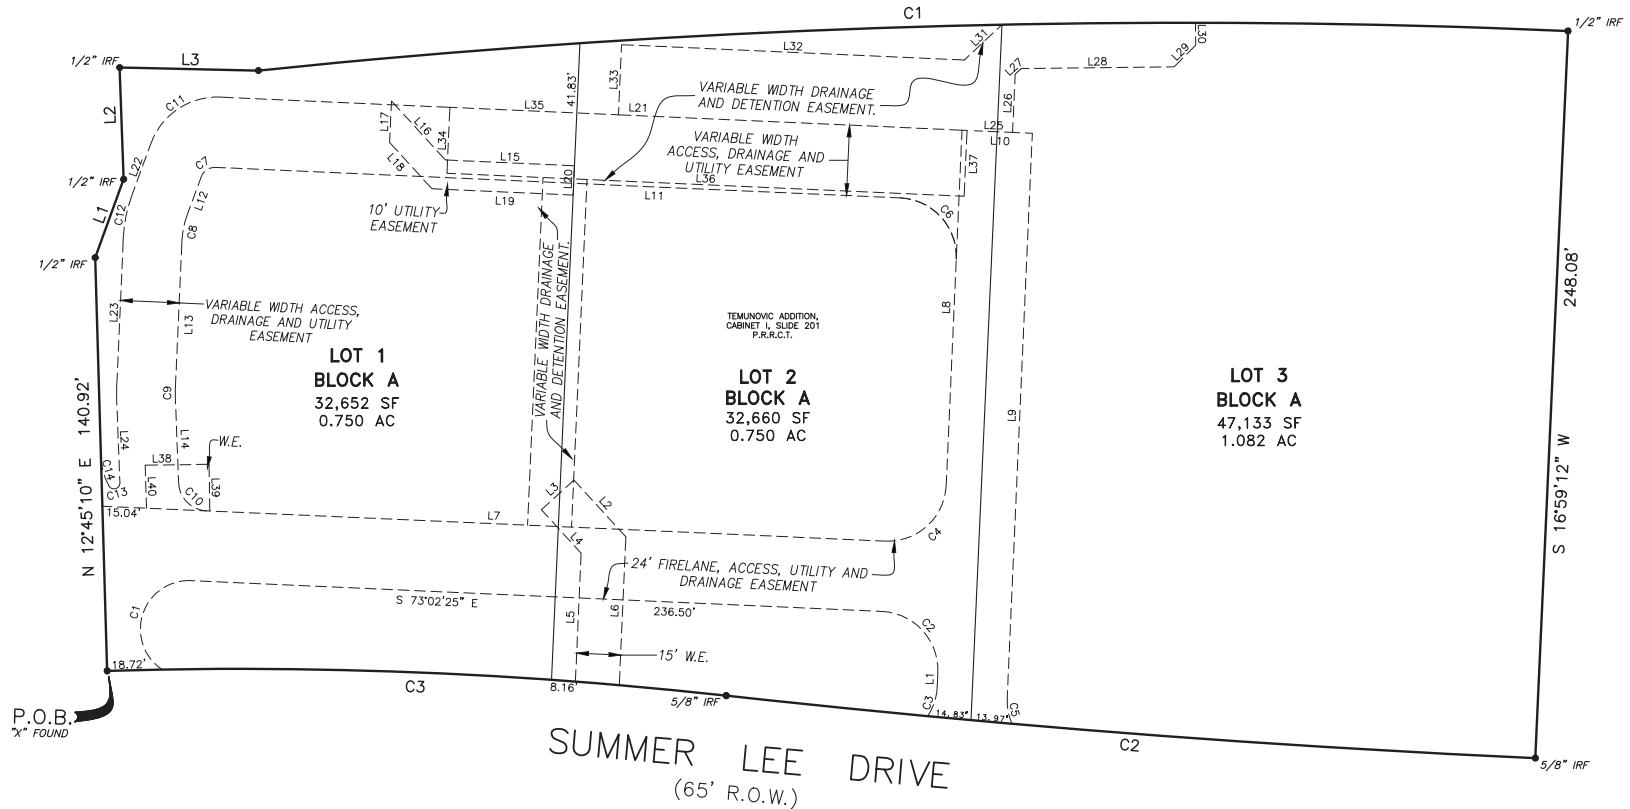 C1
1/2" IRF
1/2" IRF
L3
L31
L30
L32
L29
L28
L27
L2
C11
L33
41.83'
VARIABLE WIDTH DRAINAGE
AND DETENTION EASEMENT.
L26
L17
L16
L35
L21
L25
L10
L34
VARIABLE WIDTH
ACCESS, DRAINAGE AND
UTILITY EASEMENT
L22
C7
L18
L15
L20
L36
L37
1/2" IRF
L12
L19
L11
L1
C12
C8
10' UTILITY
EASEMENT
C6
1/2" IRF
248.08'
VARIABLE WIDTH DRAINAGE
AND DETENTION EASEMENT.
L23
L13
VARIABLE WIDTH ACCESS,
DRAINAGE AND UTILITY
EASEMENT
L8
TEMUNOVIC ADDITION,
CABINET I, SLIDE 201
P.R.R.C.T.
LOT 1
BLOCK A
32,652 SF
0.750 AC
LOT 2
BLOCK A
32,660 SF
0.750 AC
LOT 3
BLOCK A
47,133 SF
1.082 AC
C9
L9
N 12°45'10" E 140.92'
L24
L14
W.E.
L38
C14
C13
L40
C10
L39
15.04'
L3
L2
L7
L4
C4
S 16°59'12" W
24' FIRELANE, ACCESS, UTILITY AND
DRAINAGE EASEMENT
C1
S 73°02'25" E
236.50'
L5
L6
C2
18.72'
15' W.E.
L1
C3
8.16'
5/8" IRF
C3
14.83'
13.97'
C5
C2
P.O.B.
"X" FOUND
5/8" IRF
SUMMER LEE DRIVE
(65' R.O.W.)